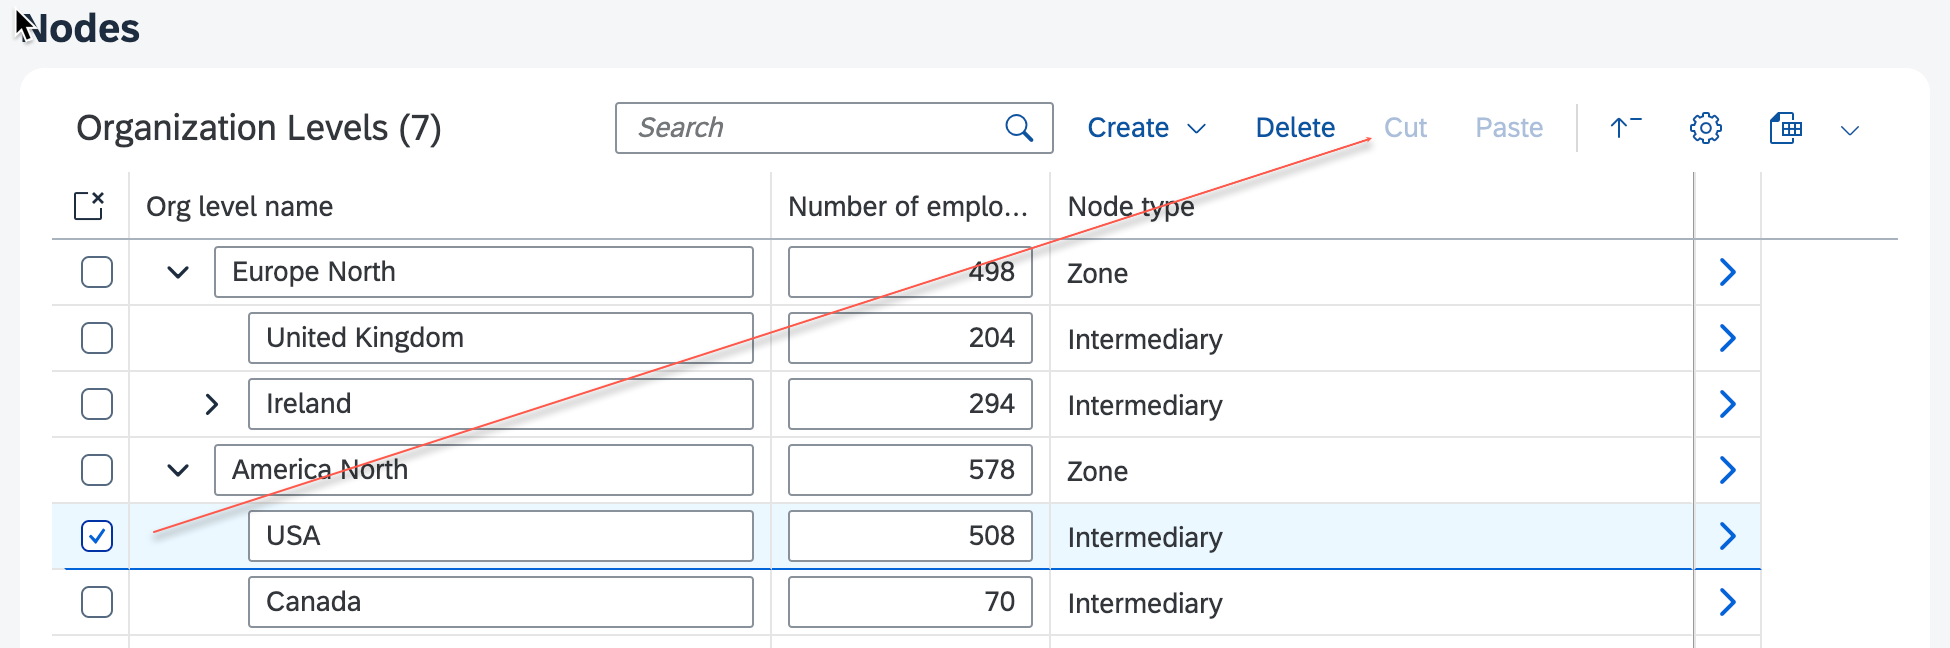 Nodes
Organization Levels (7) Search Create Delete Cut Paste
Org level name Number of emplo... Node type
Europe North 498 Zone
United Kingdom 204 Intermediary
Ireland 294 Intermediary
America North 578 Zone
USA 508 Intermediary
Canada 70 Intermediary